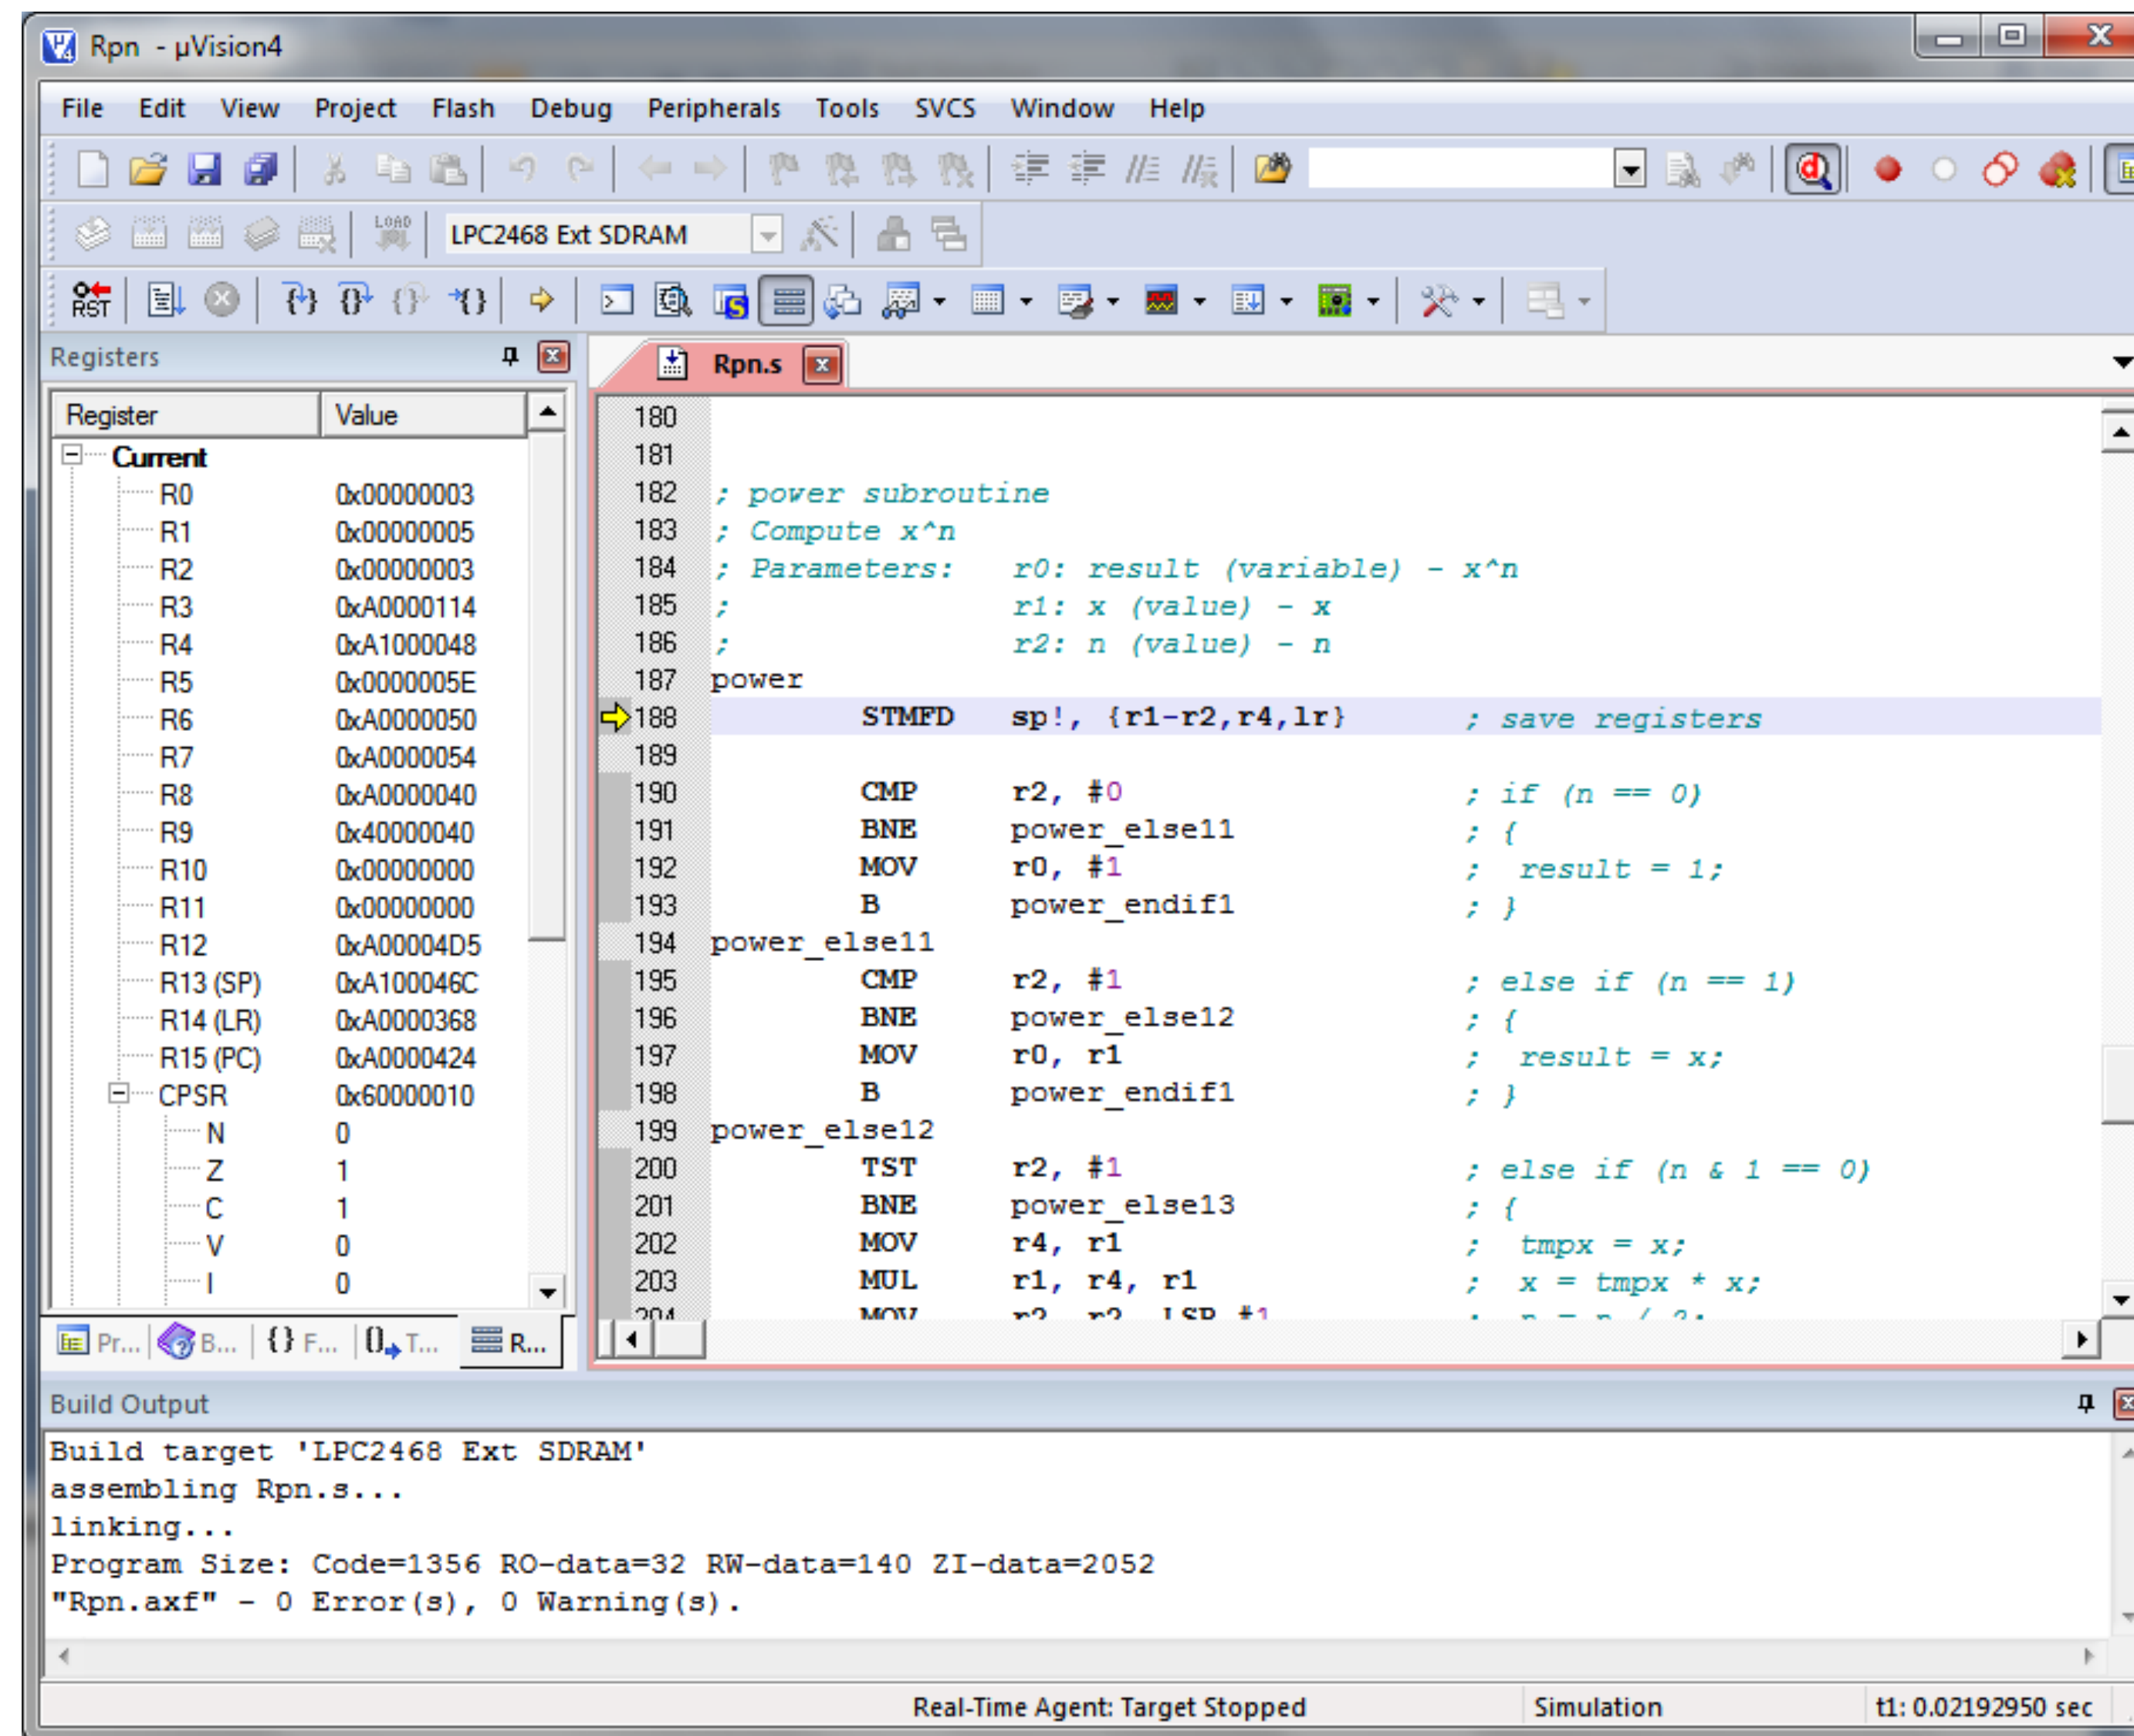 Rpn - µVision4
File Edit View Project Flash Debug Peripherals Tools SVCS Window Help
LOAD LPC2468 Ext SDRAM
RST
Registers
Rpn.s
Register Value
Current
R0 0x00000003
R1 0x00000005
R2 0x00000003
R3 0xA0000114
R4 0xA1000048
R5 0x0000005E
R6 0xA0000050
R7 0xA0000054
R8 0xA0000040
R9 0x40000040
R10 0x00000000
R11 0x00000000
R12 0xA00004D5
R13 (SP) 0xA100046C
R14 (LR) 0xA0000368
R15 (PC) 0xA0000424
CPSR 0x60000010
N 0
Z 1
C 1
V 0
I 0
Pr... B... {} F... T... R...
180
181
182 ; power subroutine
183 ; Compute x^n
184 ; Parameters: r0: result (variable) - x^n
185 ; r1: x (value) - x
186 ; r2: n (value) - n
187 power
188 STMFD sp!, {r1-r2,r4,lr} ; save registers
189
190 CMP r2, #0 ; if (n == 0)
191 BNE power_else11 ; {
192 MOV r0, #1 ; result = 1;
193 B power_endif1 ; }
194 power_else11
195 CMP r2, #1 ; else if (n == 1)
196 BNE power_else12 ; {
197 MOV r0, r1 ; result = x;
198 B power_endif1 ; }
199 power_else12
200 TST r2, #1 ; else if (n & 1 == 0)
201 BNE power_else13 ; {
202 MOV r4, r1 ; tmpx = x;
203 MUL r1, r4, r1 ; x = tmpx * x;
204 MOV r2, r2, LSR #1 ; n = n / 2;
Build Output
Build target 'LPC2468 Ext SDRAM'
assembling Rpn.s...
linking...
Program Size: Code=1356 RO-data=32 RW-data=140 ZI-data=2052
"Rpn.axf" - 0 Error(s), 0 Warning(s).
Real-Time Agent: Target Stopped Simulation t1: 0.02192950 sec